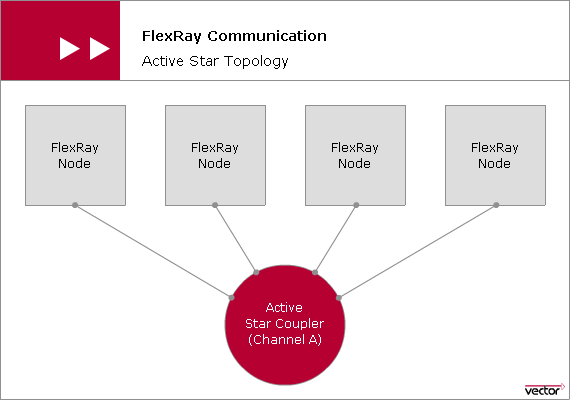 FlexRay Communication
Active Star Topology
FlexRay
Node
FlexRay
Node
FlexRay
Node
FlexRay
Node
Active
Star Coupler
(Channel A)
vector